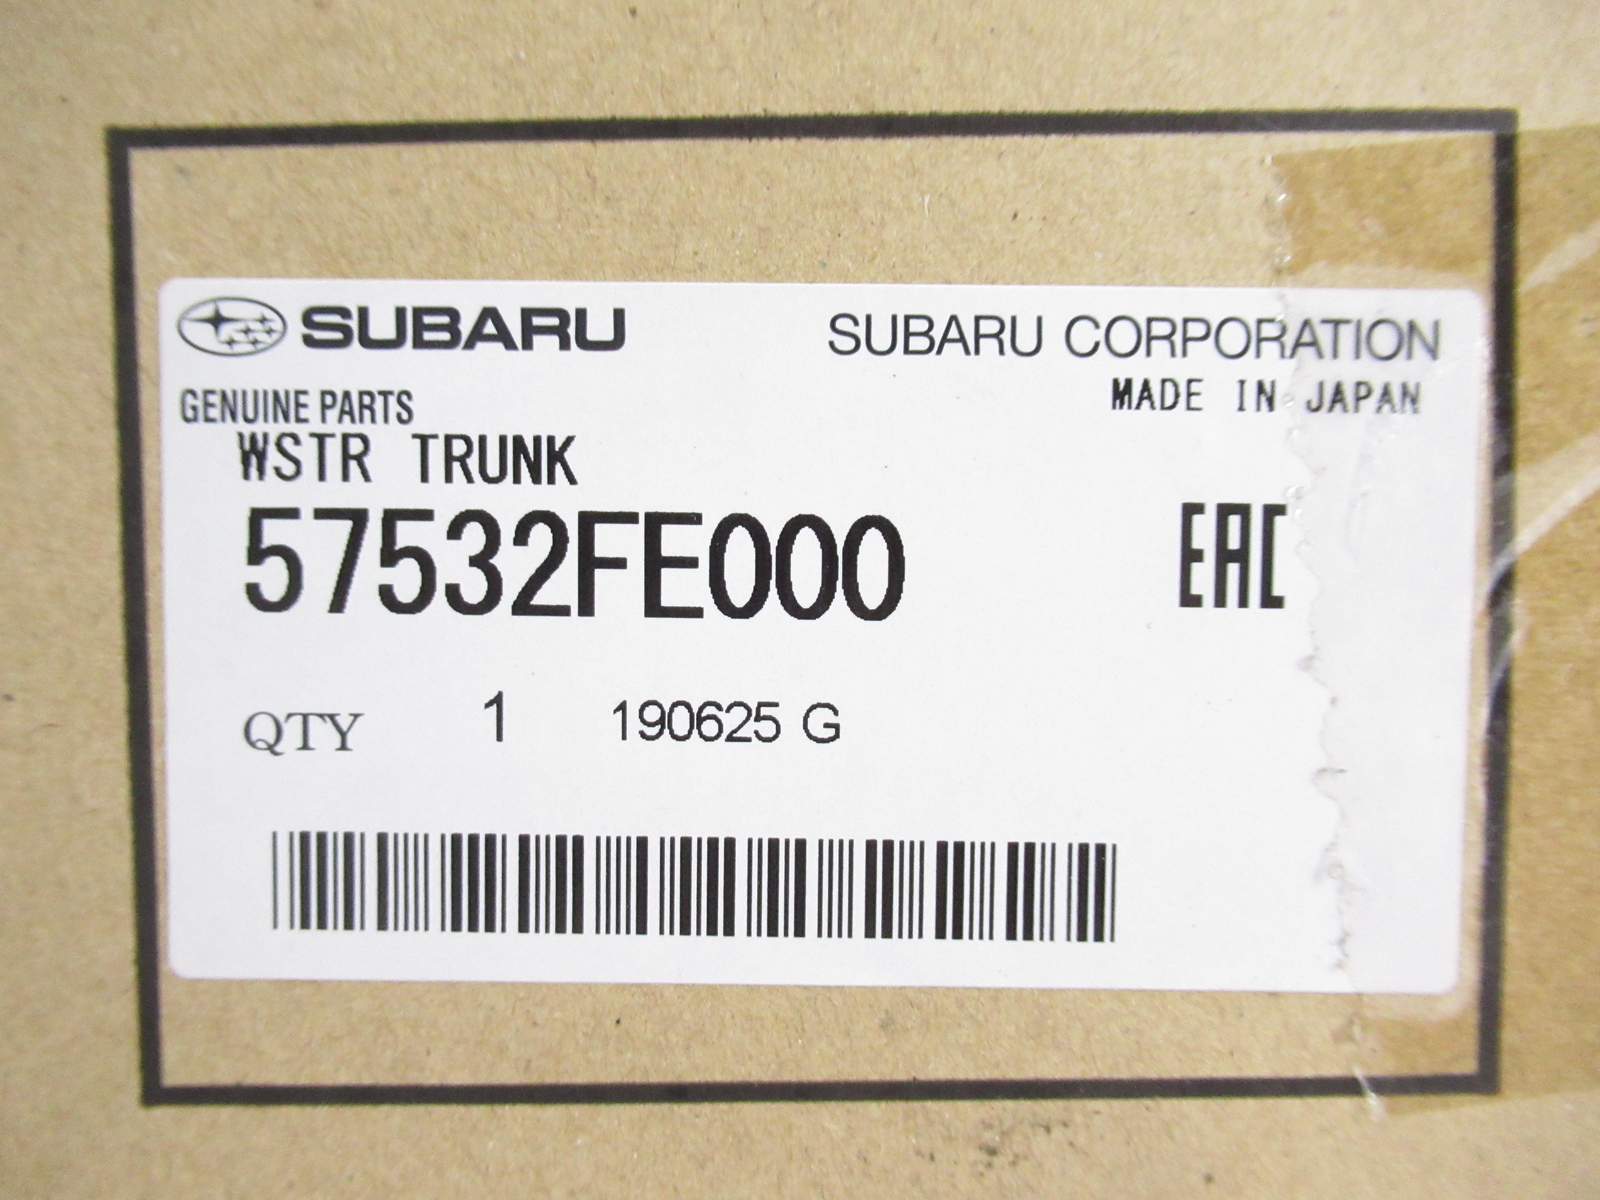 SUBARU
SUBARU CORPORATION
GENUINE PARTS
MADE IN JAPAN
WSTR TRUNK
57532FE000
EAC
QTY 1 190625 G